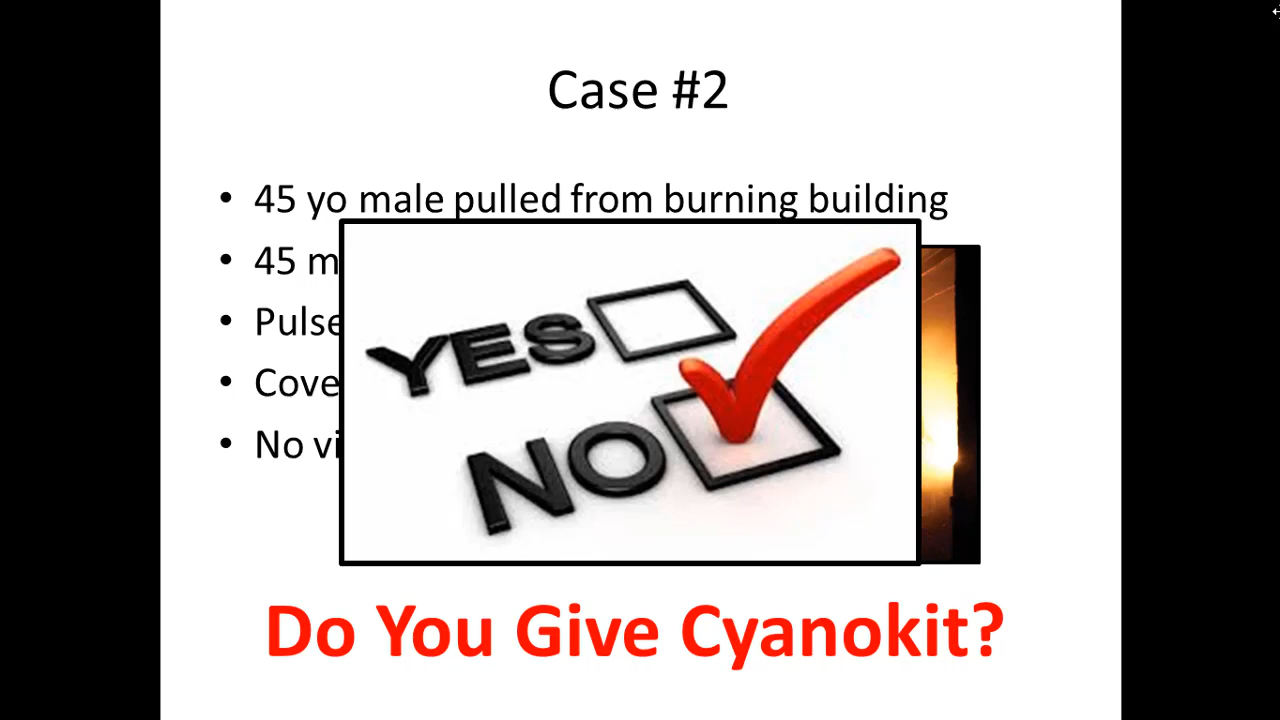 Case #2
• 45 yo male pulled from burning building
• 45 m
• Pulse
• Cove
• No vi
YES
NO
Do You Give Cyanokit?